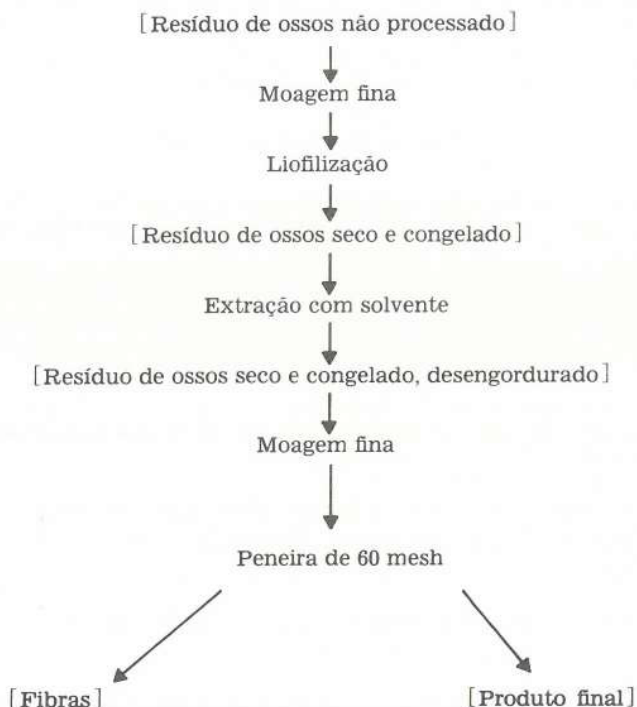 [Resíduo de ossos não processado]
Moagem fina
Liofilização
[Resíduo de ossos seco e congelado]
Extração com solvente
[Resíduo de ossos seco e congelado, desengordurado]
Moagem fina
Peneira de 60 mesh
[Fibras]
[Produto final]